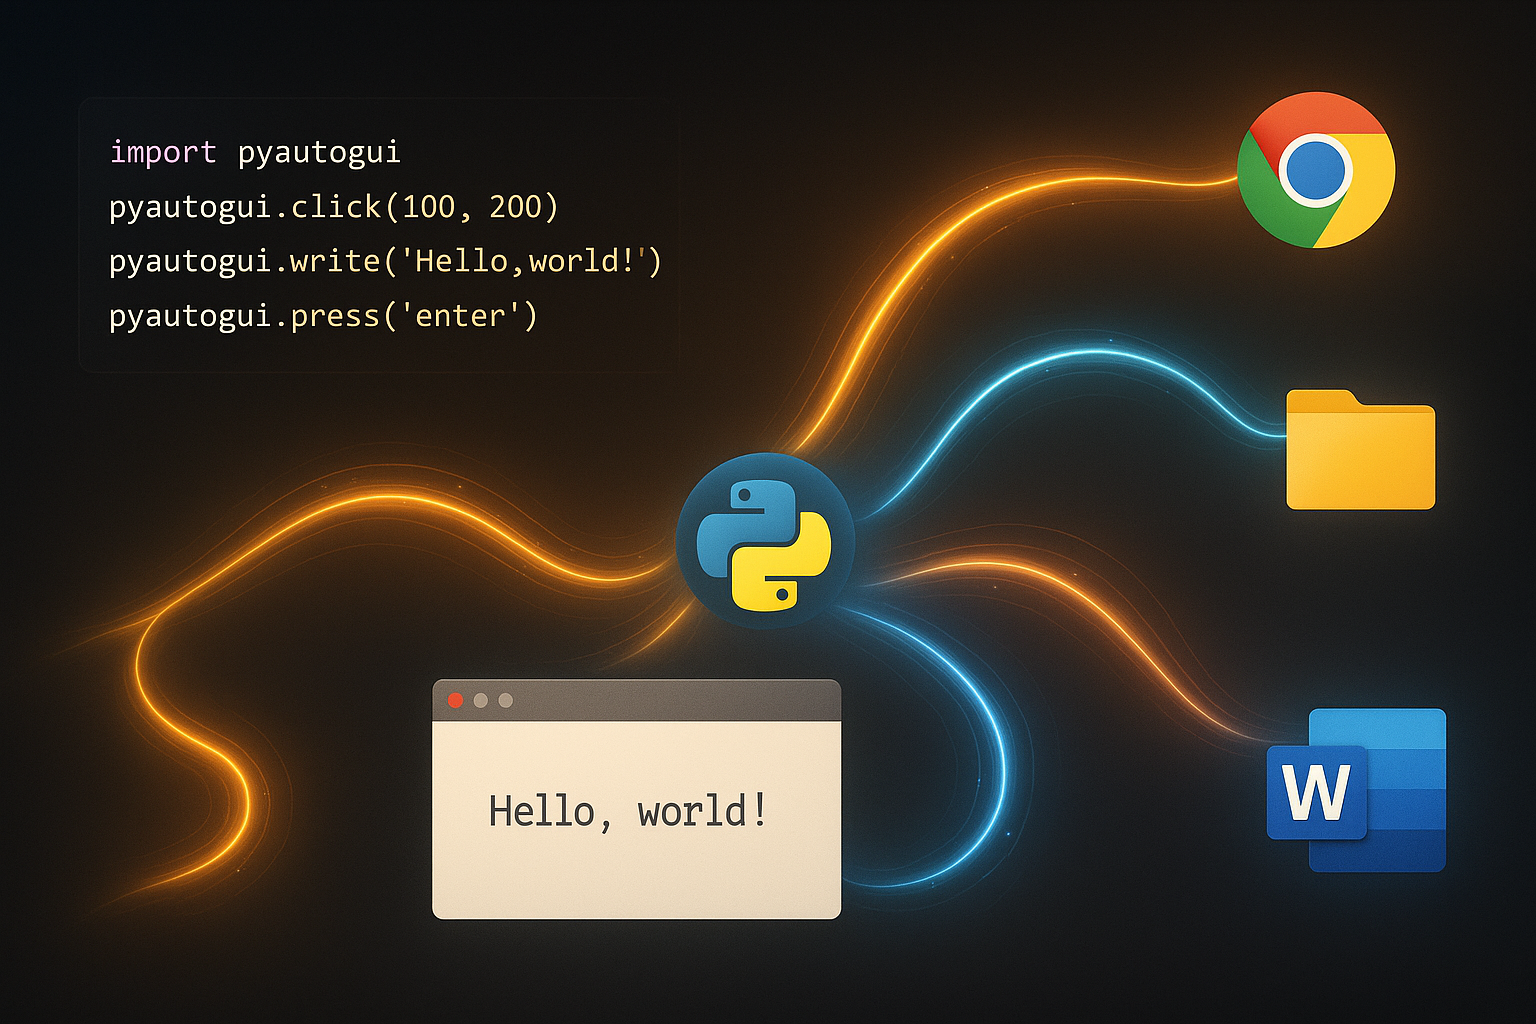 import pyautogui
pyautogui.click(100, 200)
pyautogui.write('Hello,world!')
pyautogui.press('enter')
Hello, world!
W